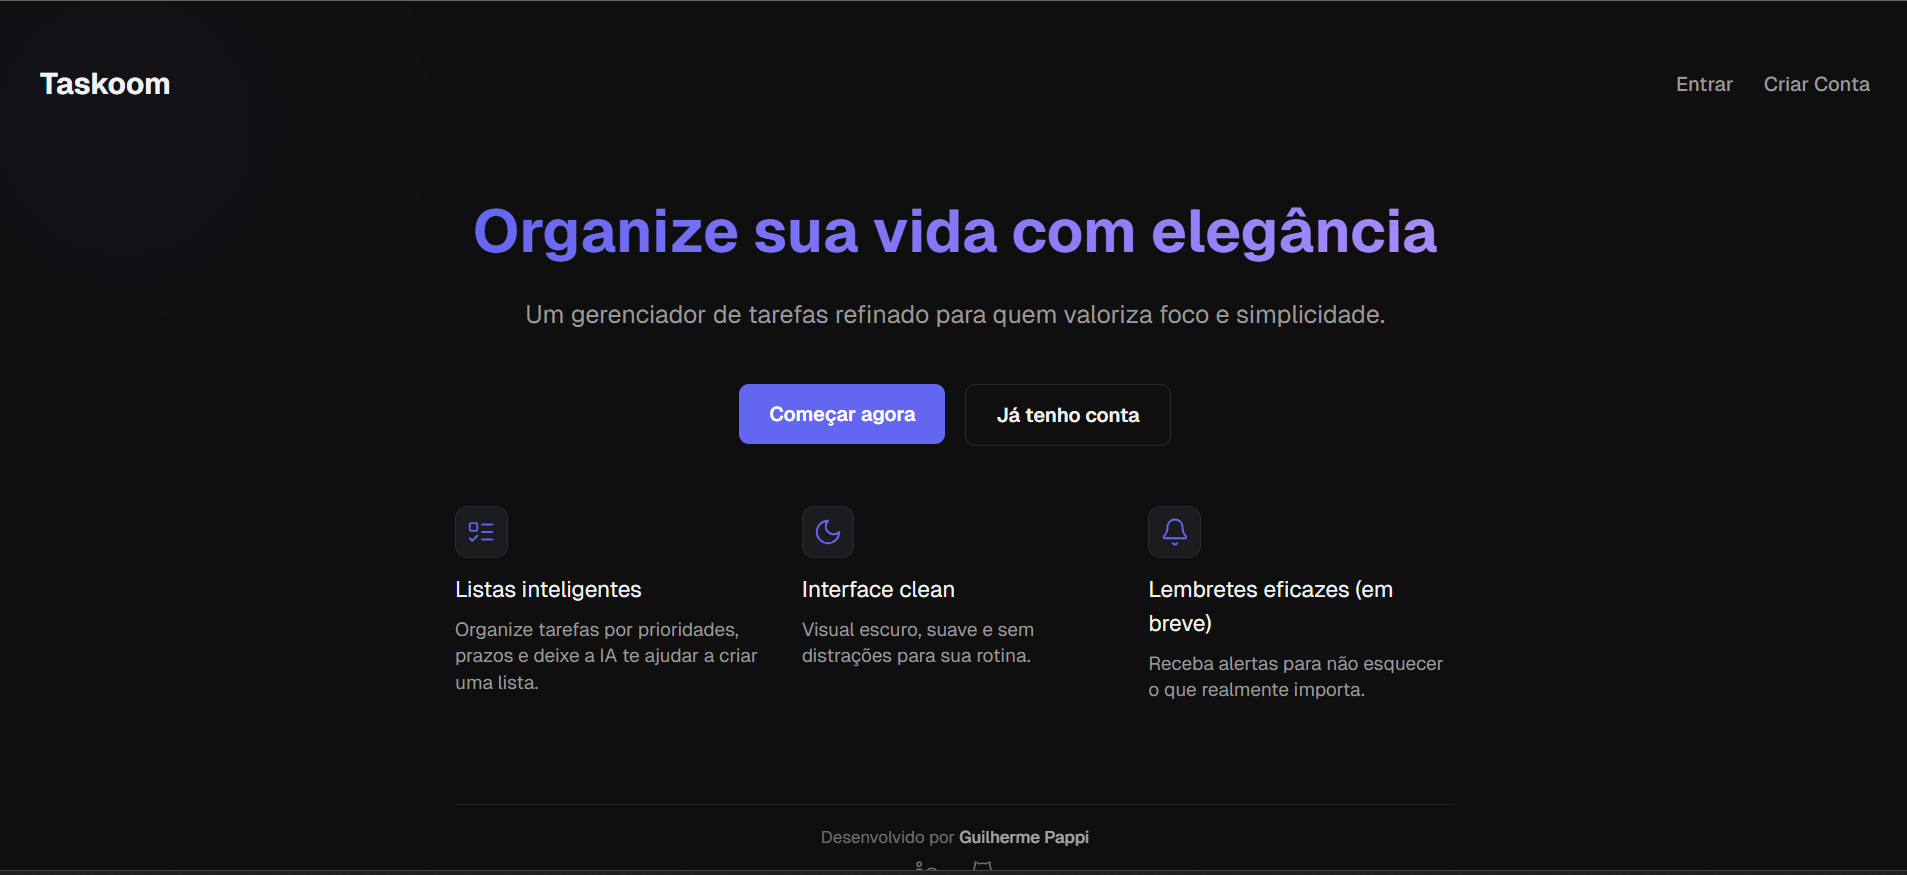 Taskoom
Entrar
Criar Conta
Organize sua vida com elegância
Um gerenciador de tarefas refinado para quem valoriza foco e simplicidade.
Começar agora
Já tenho conta
Listas inteligentes
Organize tarefas por prioridades,
prazos e deixe a IA te ajudar a criar
uma lista.
Interface clean
Visual escuro, suave e sem
distrações para sua rotina.
Lembretes eficazes (em
breve)
Receba alertas para não esquecer
o que realmente importa.
Desenvolvido por Guilherme Pappi